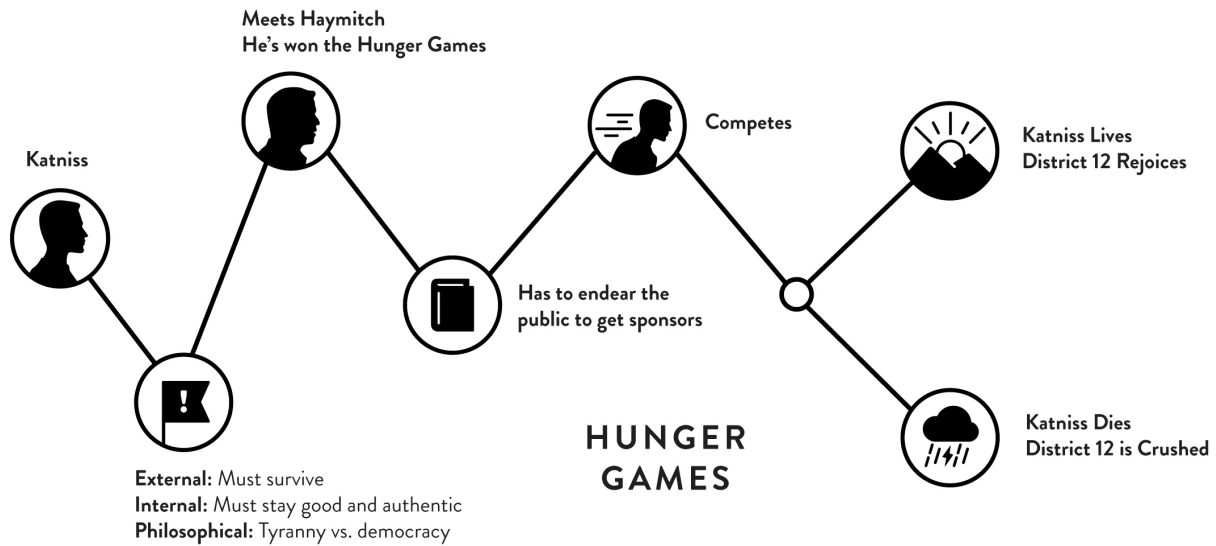 Meets Haymitch
He's won the Hunger Games
Katniss
Competes
Katniss Lives
District 12 Rejoices
Has to endear the
public to get sponsors
External: Must survive
Internal: Must stay good and authentic
Philosophical: Tyranny vs. democracy
HUNGER
GAMES
Katniss Dies
District 12 is Crushed
!